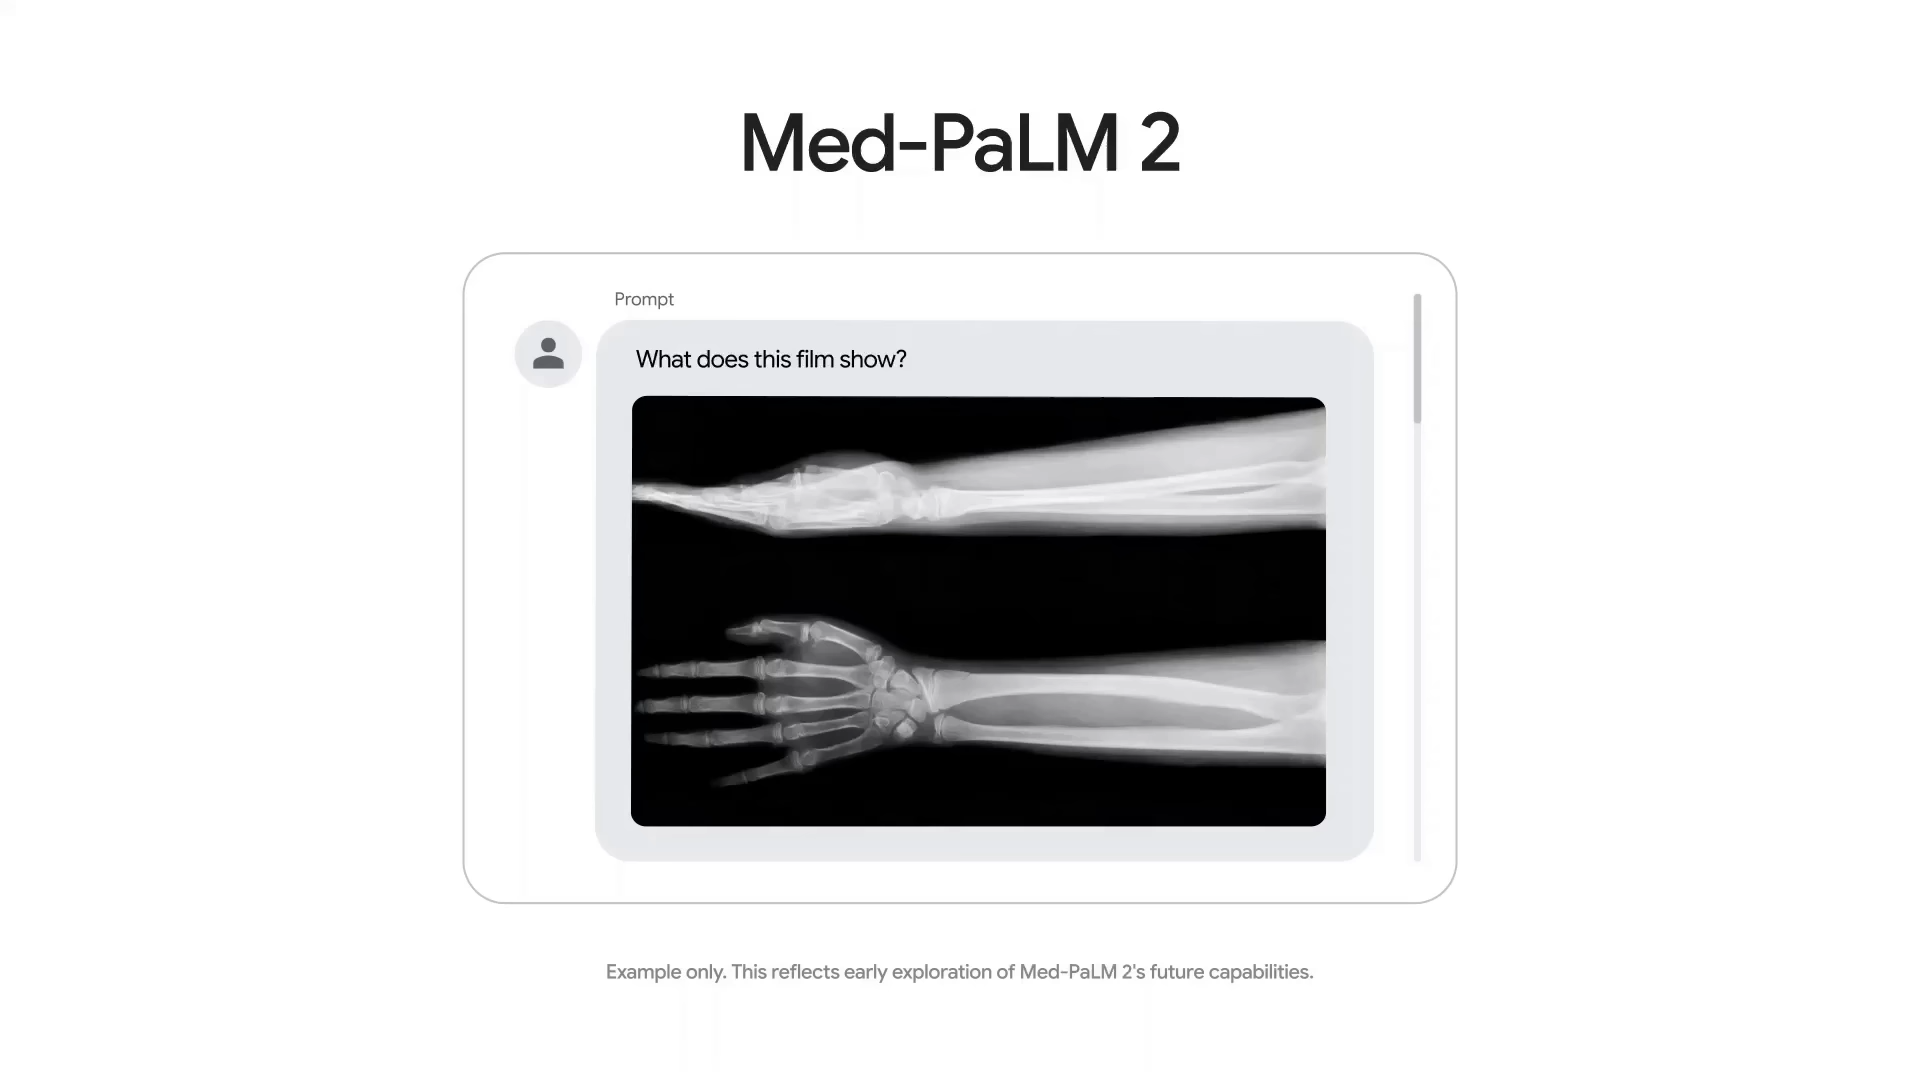 Med-PaLM 2
Prompt
What does this film show?
Example only. This reflects early exploration of Med-PaLM 2's future capabilities.